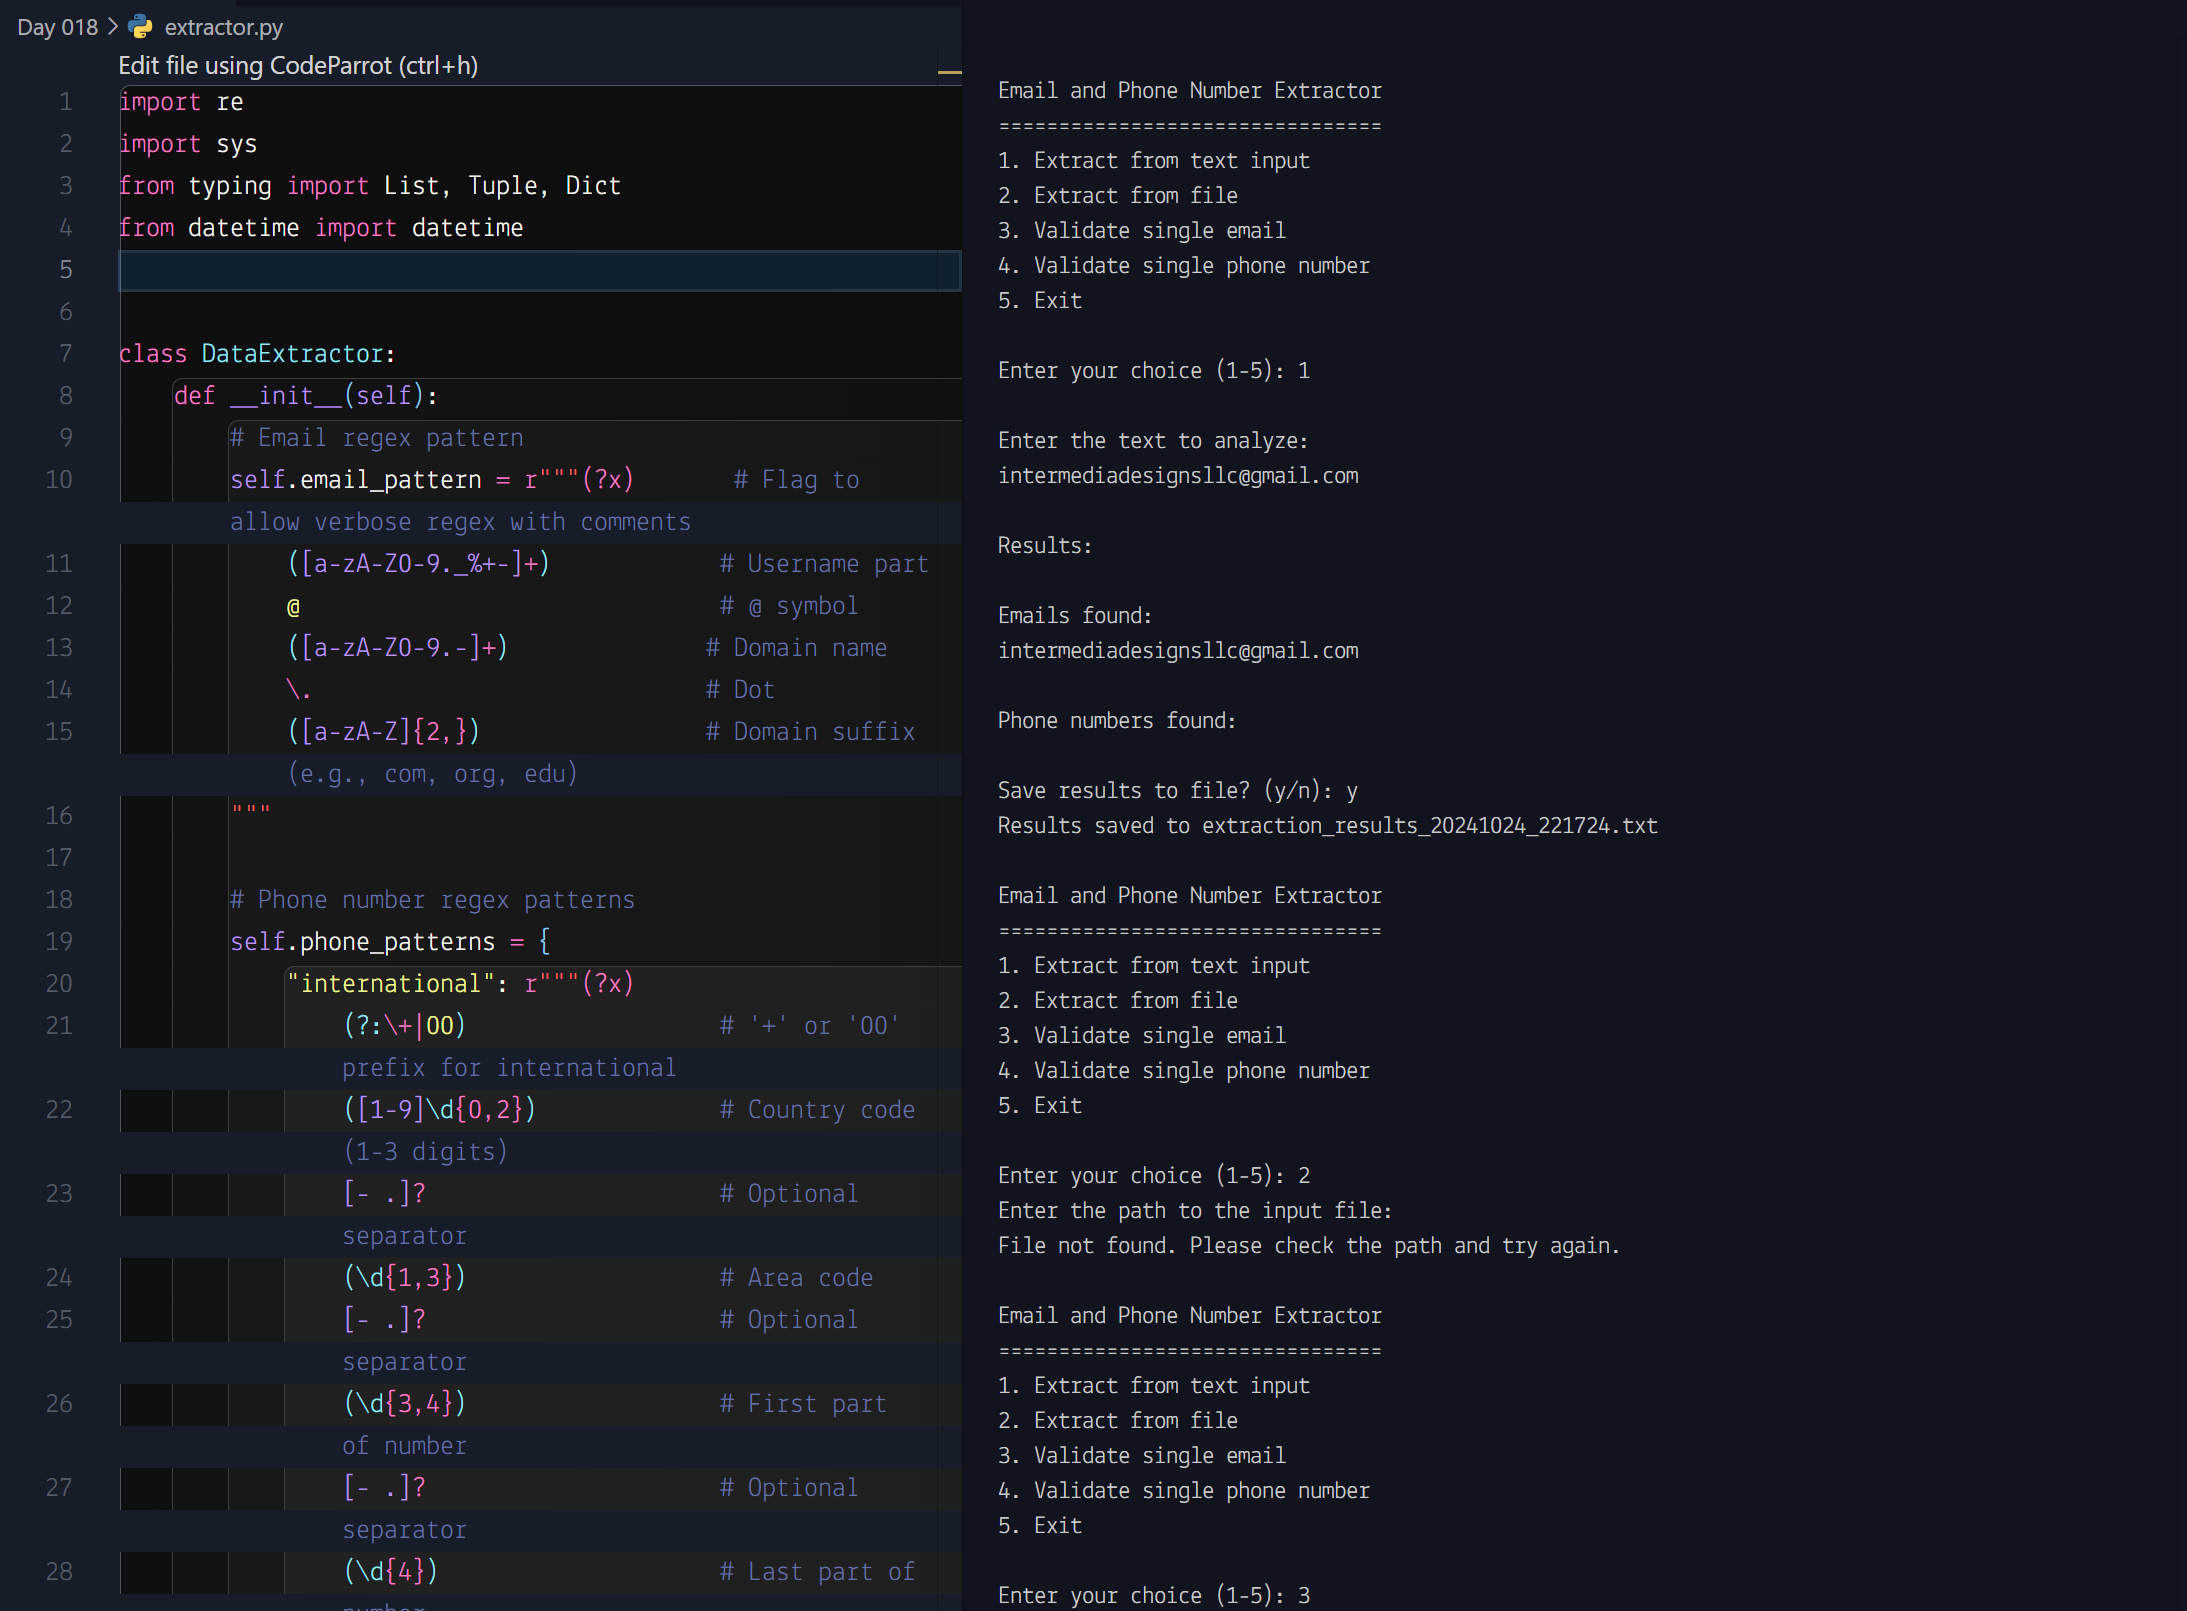 Day 018 > extractor.py
Edit file using CodeParrot (ctrl+h)
1 import re
2 import sys
3 from typing import List, Tuple, Dict
4 from datetime import datetime
5
6
7 class DataExtractor:
8 def __init__(self):
9 # Email regex pattern
10 self.email_pattern = r"""(?x) # Flag to
allow verbose regex with comments
11 ([a-zA-Z0-9._%+-]+) # Username part
12 @ # @ symbol
13 ([a-zA-Z0-9.-]+) # Domain name
14 \. # Dot
15 ([a-zA-Z]{2,}) # Domain suffix
(e.g., com, org, edu)
16 """
17
18 # Phone number regex patterns
19 self.phone_patterns = {
20 "international": r"""(?x)
21 (?:\+|00) # '+' or '00'
prefix for international
22 ([1-9]\d{0,2}) # Country code
(1-3 digits)
23 [- .]? # Optional
separator
24 (\d{1,3}) # Area code
25 [- .]? # Optional
separator
26 (\d{3,4}) # First part
of number
27 [- .]? # Optional
separator
28 (\d{4}) # Last part of
number
Email and Phone Number Extractor
================================
1. Extract from text input
2. Extract from file
3. Validate single email
4. Validate single phone number
5. Exit
Enter your choice (1-5): 1
Enter the text to analyze:
intermediadesignsllc@gmail.com
Results:
Emails found:
intermediadesignsllc@gmail.com
Phone numbers found:
Save results to file? (y/n): y
Results saved to extraction_results_20241024_221724.txt
Email and Phone Number Extractor
================================
1. Extract from text input
2. Extract from file
3. Validate single email
4. Validate single phone number
5. Exit
Enter your choice (1-5): 2
Enter the path to the input file:
File not found. Please check the path and try again.
Email and Phone Number Extractor
================================
1. Extract from text input
2. Extract from file
3. Validate single email
4. Validate single phone number
5. Exit
Enter your choice (1-5): 3